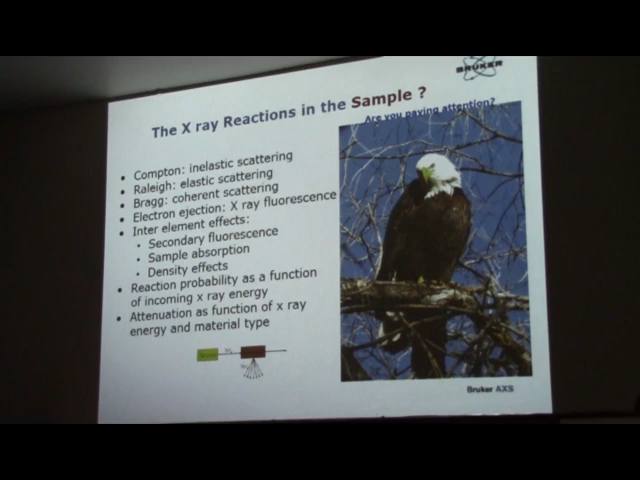 BRUKER
The X ray Reactions in the Sample ?
Are you paying attention?
• Compton: inelastic scattering
• Raleigh: elastic scattering
• Bragg: coherent scattering
• Electron ejection: X ray fluorescence
• Inter element effects:
• Secondary fluorescence
• Sample absorption
• Density effects
• Reaction probability as a function
of incoming x ray energy
• Attenuation as function of x ray
energy and material type
Bruker AXS